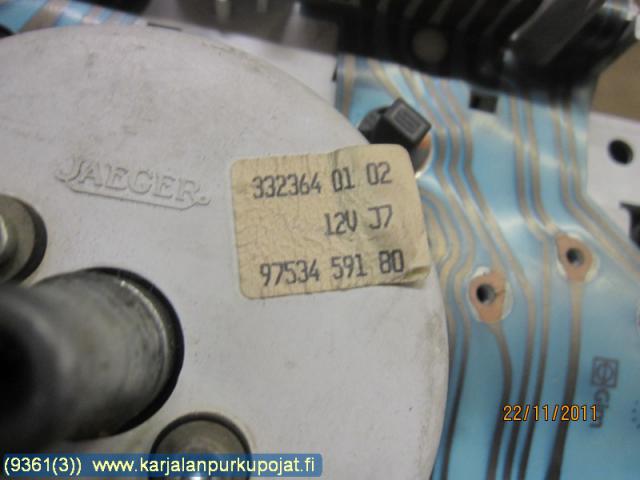 JAEGER
332364 01 02
12V J7
97534 591 80
22/11/2011
(9361(3)) www.karjalanpurkupojat.fi